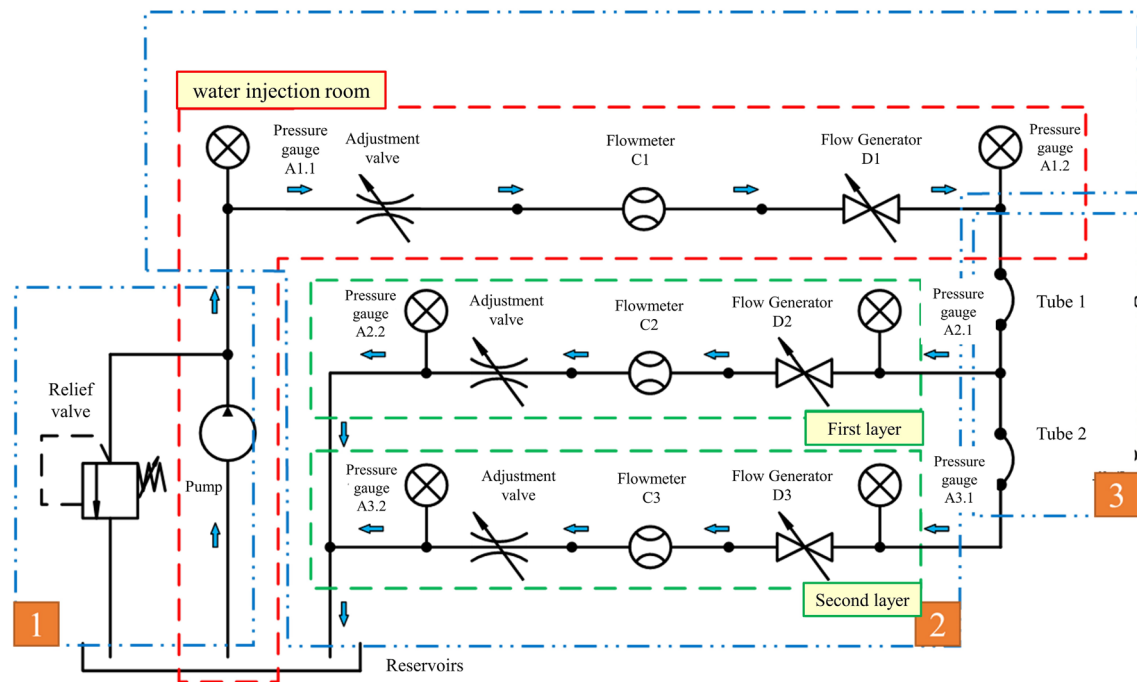 water injection room
Pressure
gauge
A1.1
Adjustment
valve
Flowmeter
C1
Flow Generator
D1
Pressure
gauge
A1.2
Pressure
gauge
A2.2
Adjustment
valve
Flowmeter
C2
Flow Generator
D2
Pressure
gauge
A2.1
Tube 1
Relief
valve
First layer
Tube 2
Pump
Pressure
gauge
A3.2
Adjustment
valve
Flowmeter
C3
Flow Generator
D3
Pressure
gauge
A3.1
3
Second layer
1
2
Reservoirs